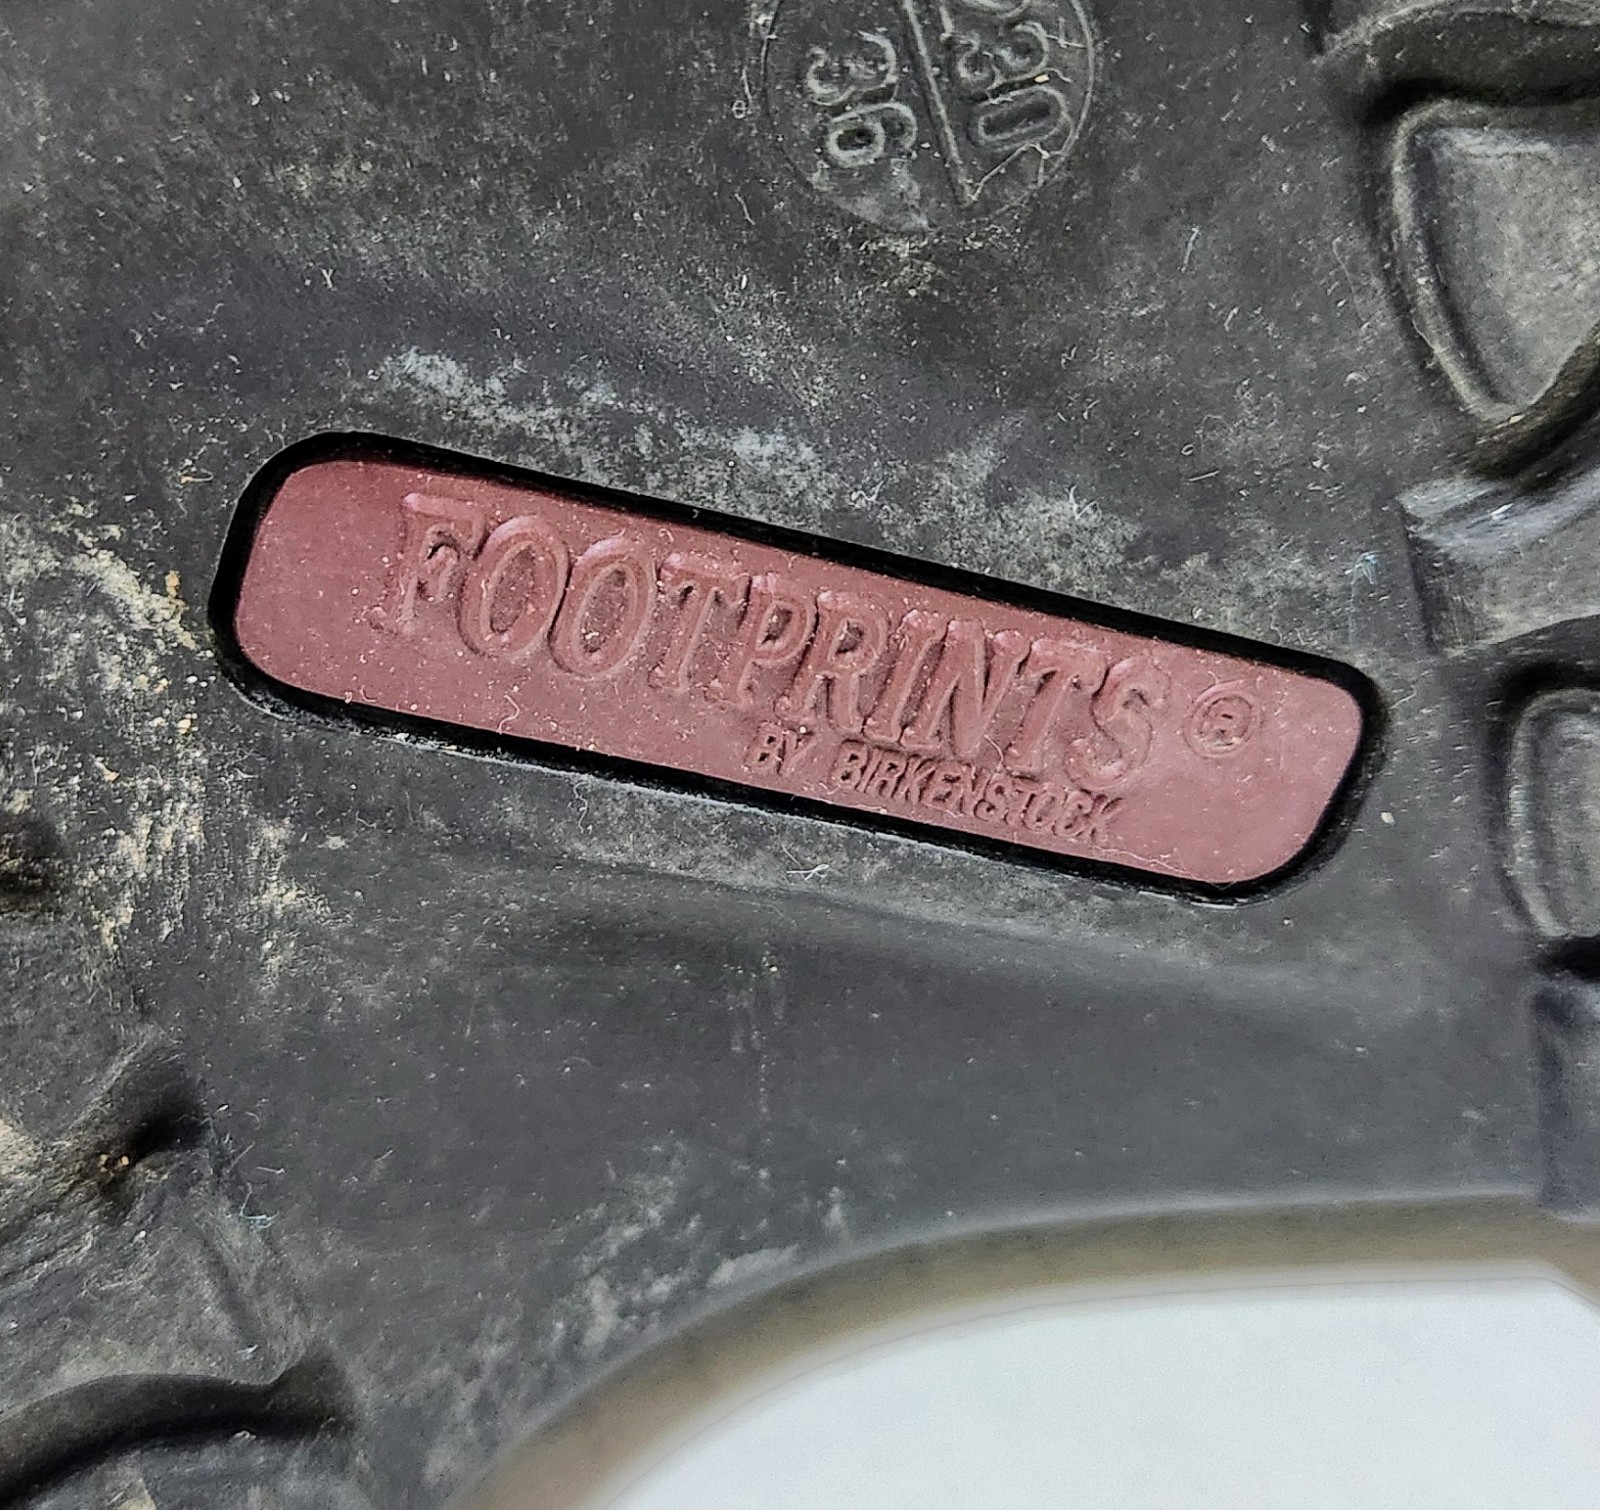 230
36
FOOTPRINTS ®
BY BIRKENSTOCK